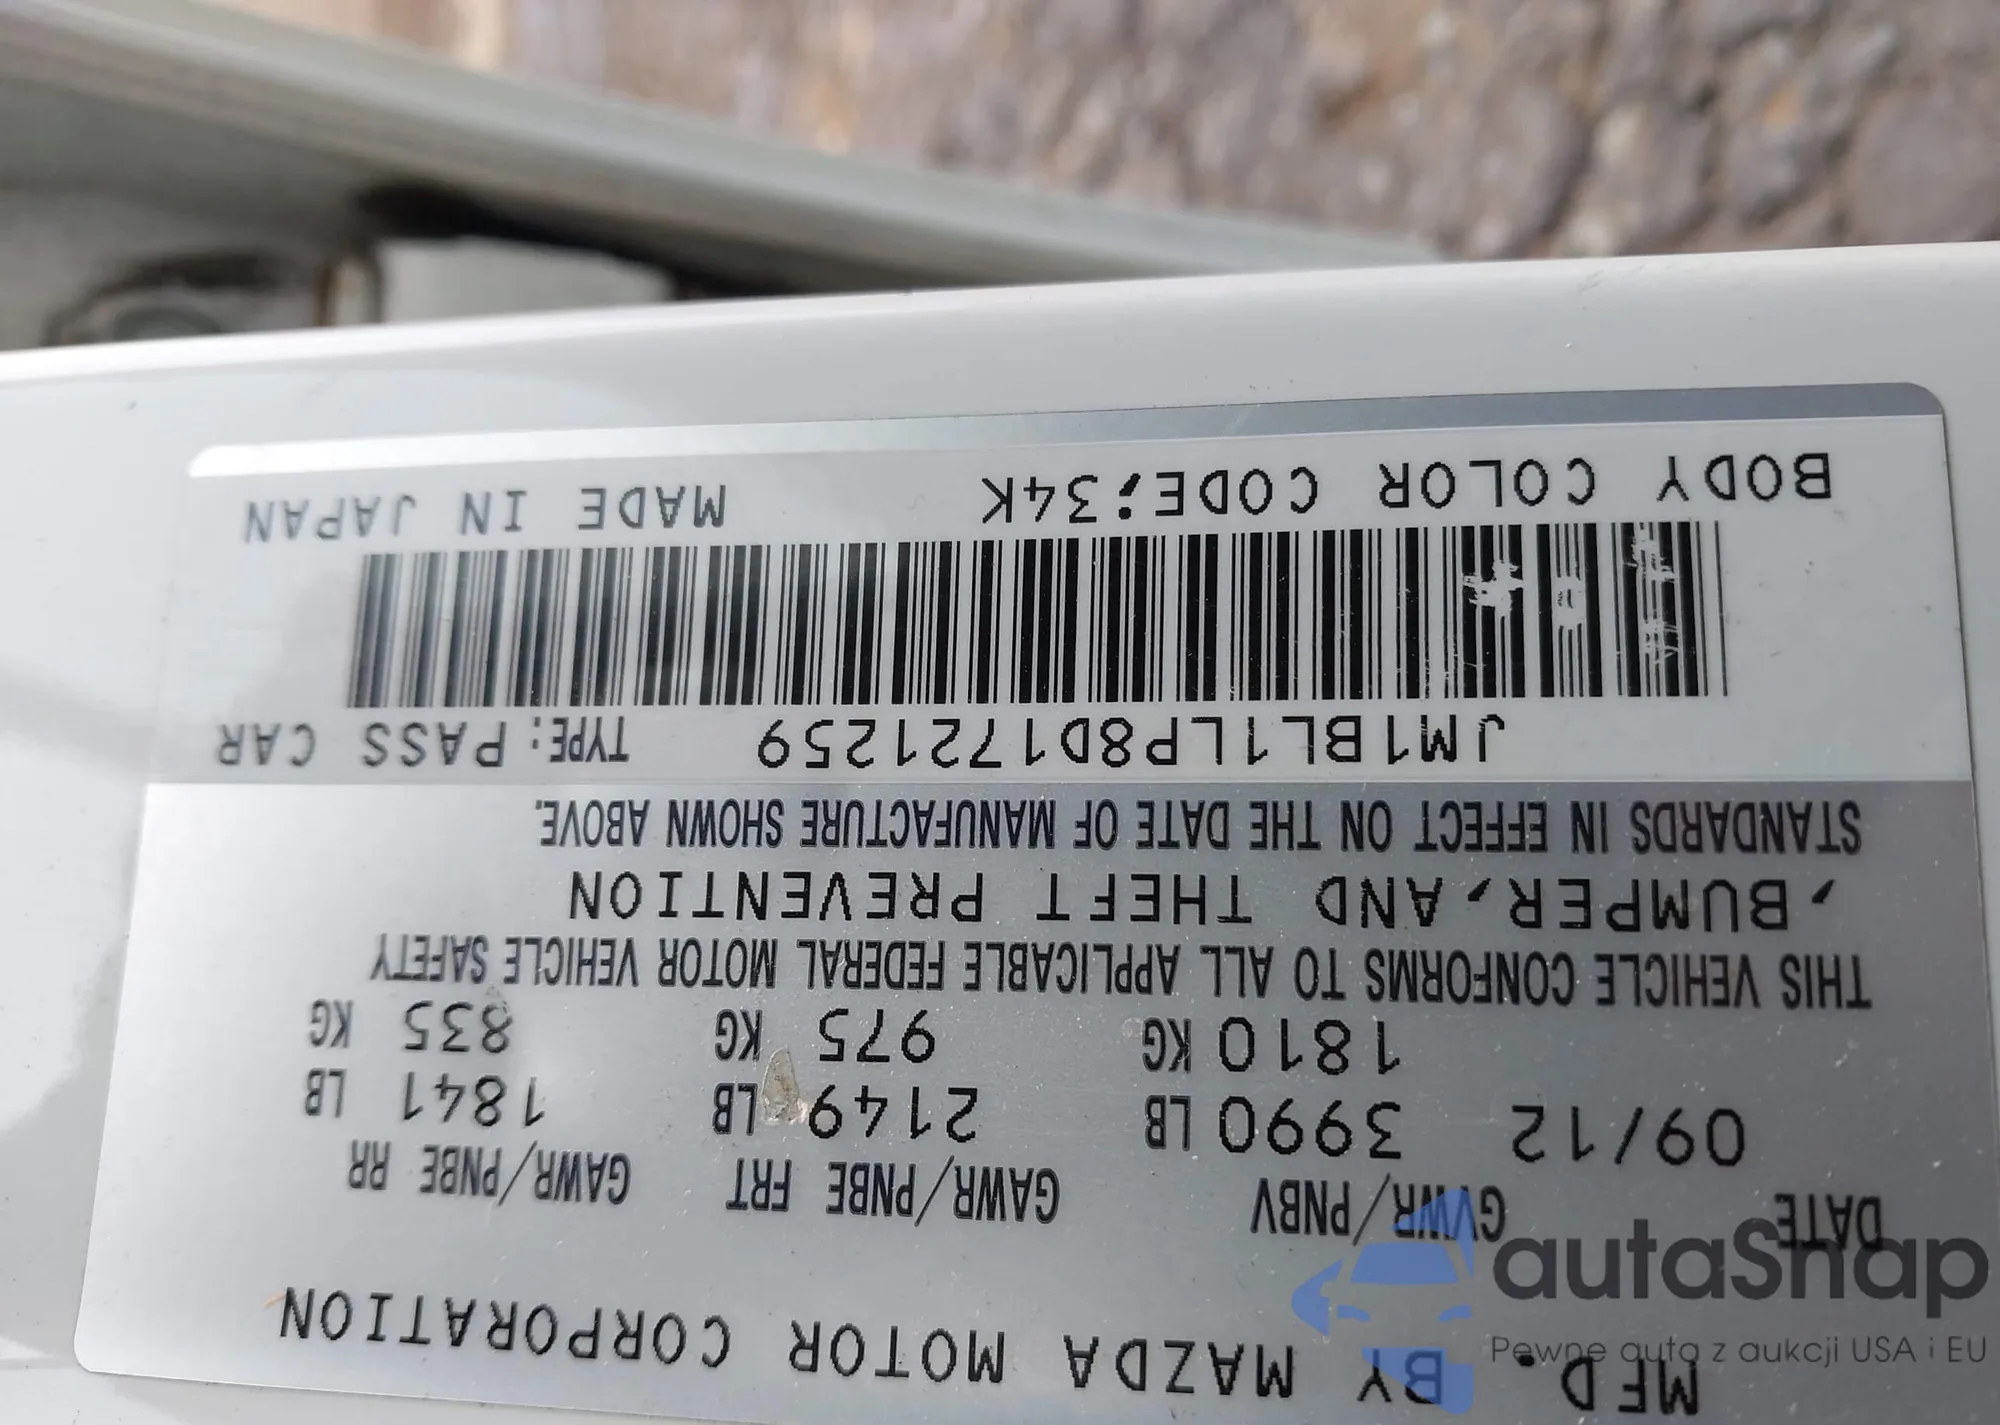 MFD. BY MAZDA MOTOR CORPORATION
DATE GVWR/PNBV GAWR/PNBE FRT GAWR/PNBE RR
09/12 3990 LB 2149 LB 1841 LB
1810 KG 975 KG 835 KG
THIS VEHICLE CONFORMS TO ALL APPLICABLE FEDERAL MOTOR VEHICLE SAFETY
,BUMPER,AND THEFT PREVENTION
STANDARDS IN EFFECT ON THE DATE OF MANUFACTURE SHOWN ABOVE.
JM1BL1LP8D1721259 TYPE: PASS CAR
BODY COLOR CODE:34K MADE IN JAPAN
autaSnap
Pewne auta z aukcji USA i EU